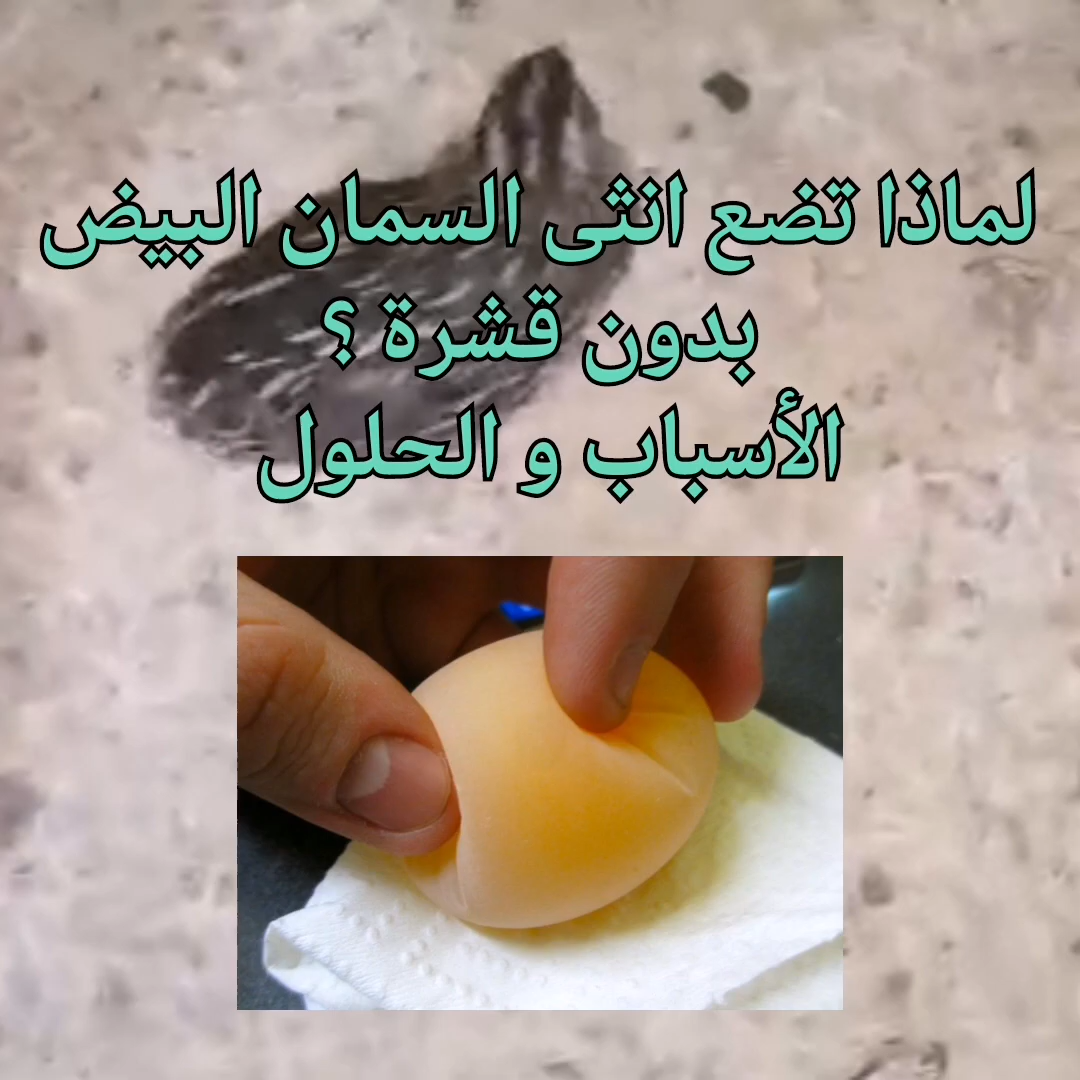 لماذا تضع انثى السمان البيض
بدون قشرة ؟
الأسباب و الحلول